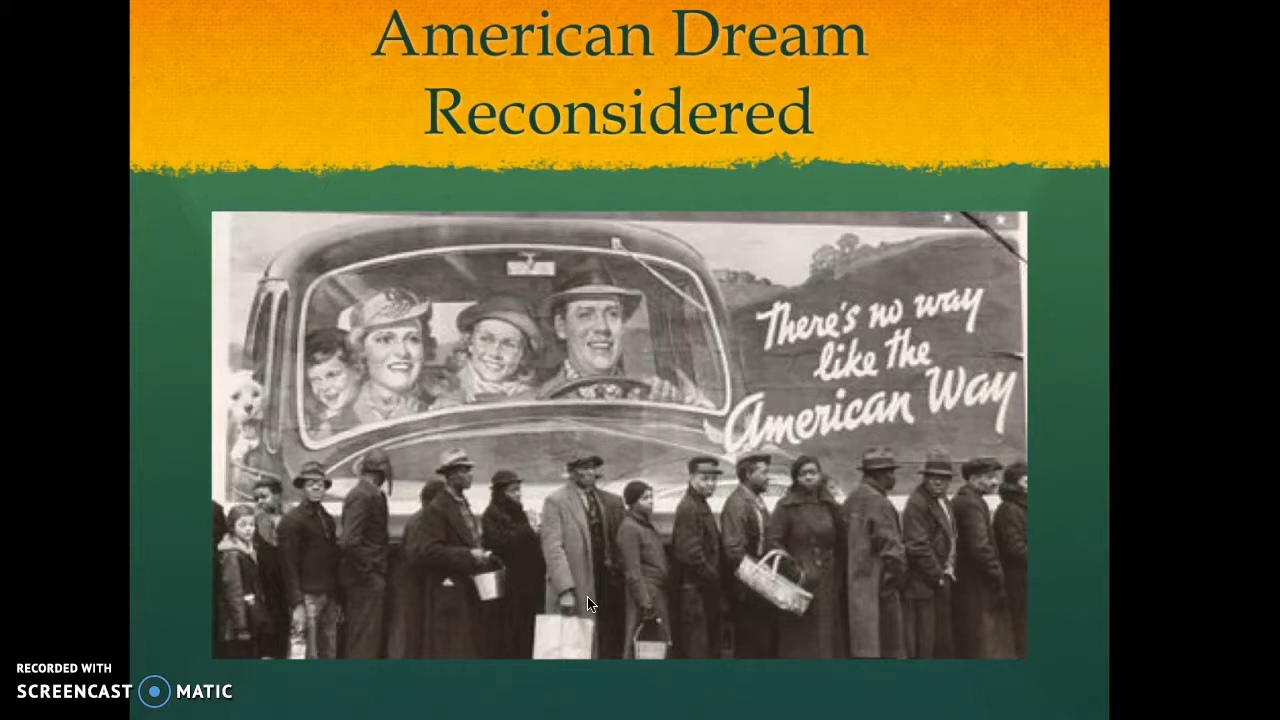 American Dream
Reconsidered
There's no way
like the
American Way
RECORDED WITH
SCREENCAST MATIC